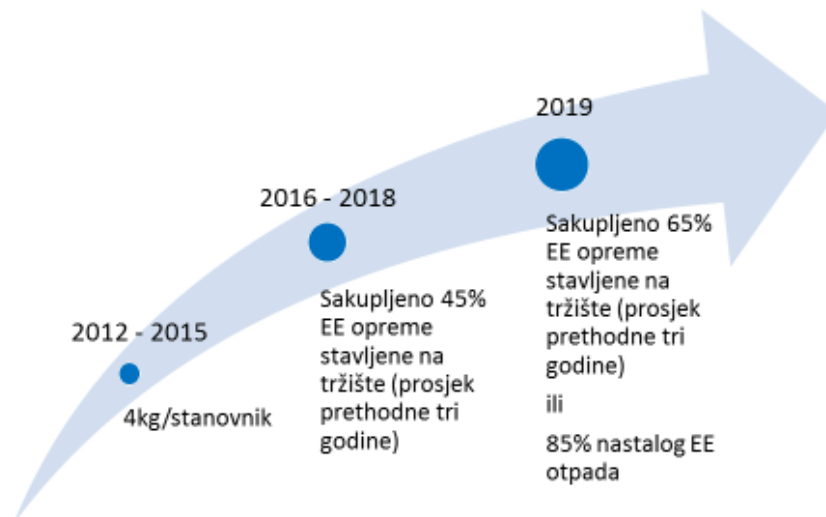 2012 - 2015
4kg/stanovnik
2016 - 2018
Sakupljeno 45%
EE opreme
stavljene na
tržište (prosjek
prethodne tri
godine)
2019
Sakupljeno 65%
EE opreme
stavljene na
tržište (prosjek
prethodne tri
godine)
ili
85% nastalog EE
otpada